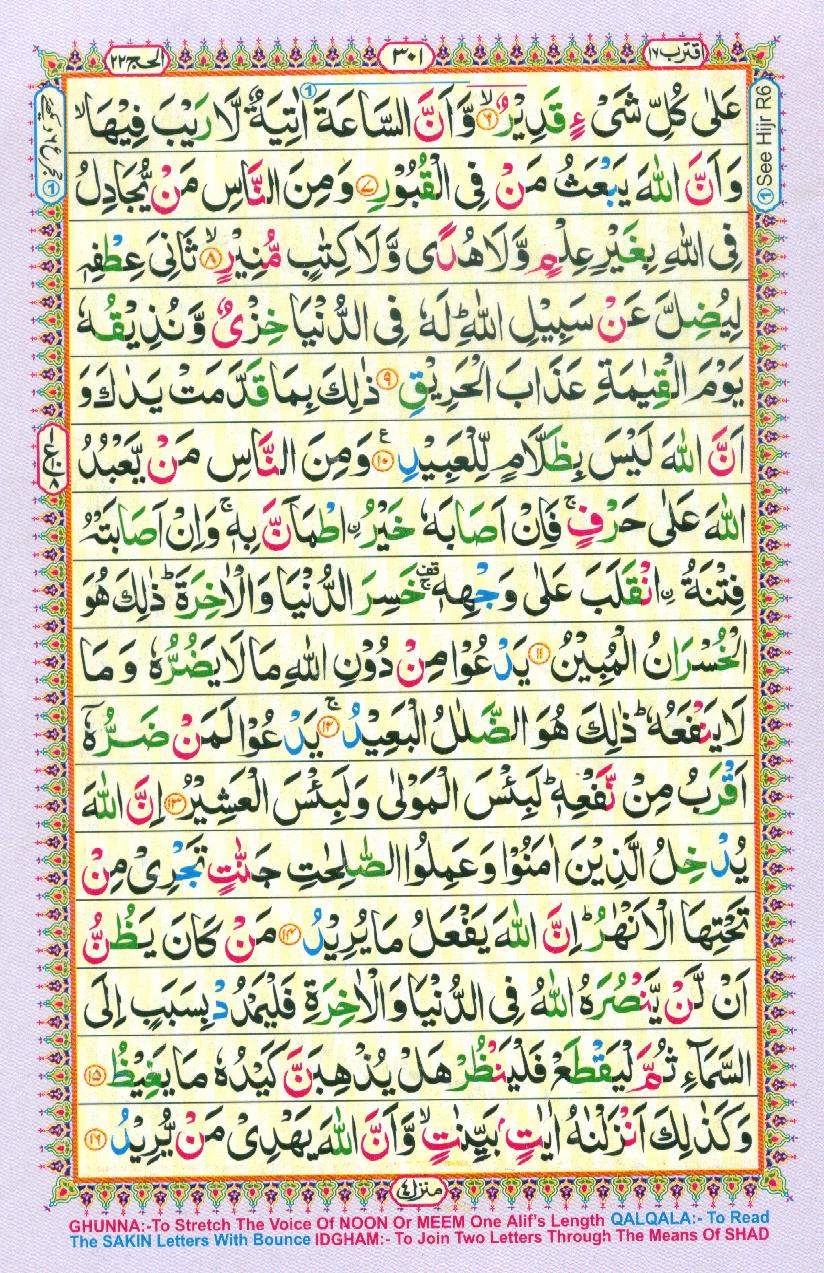 الحج ٢٢
٣٠١
اقترب ١٧
عَلٰى كُلِّ شَیْءٍ قَدِيْرٌ ۙ﴿۶﴾ وَّاَنَّ السَّاعَةَ اٰتِيَةٌ لَّا رَيْبَ فِيْهَا ۙ
وَاَنَّ اللّٰهَ يَبْعَثُ مَنْ فِى الْقُبُوْرِ ﴿۷﴾ وَمِنَ النَّاسِ مَنْ يُّجَادِلُ
فِى اللّٰهِ بِغَيْرِ عِلْمٍ وَّلَا هُدًى وَّلَا كِتٰبٍ مُّنِيْرٍ ۙ﴿۸﴾ ثَانِىَ عِطْفِهٖ
لِيُضِلَّ عَنْ سَبِيْلِ اللّٰهِ ؕ لَهٗ فِى الدُّنْيَا خِزْىٌ وَّنُذِيْقُهٗ
يَوْمَ الْقِيٰمَةِ عَذَابَ الْحَرِيْقِ ﴿۹﴾ ذٰلِكَ بِمَا قَدَّمَتْ يَدٰكَ وَ
اَنَّ اللّٰهَ لَيْسَ بِظَلَّامٍ لِّلْعَبِيْدِ ﴿۱۰﴾ع وَمِنَ النَّاسِ مَنْ يَّعْبُدُ
اللّٰهَ عَلٰى حَرْفٍ ۚ فَاِنْ اَصَابَهٗ خَيْرُ ۨاطْمَاَنَّ بِهٖ ۚ وَاِنْ اَصَابَتْهُ
فِتْنَةُ ۨانْقَلَبَ عَلٰى وَجْهِهٖ ۚقف خَسِرَ الدُّنْيَا وَالْاٰخِرَةَ ؕ ذٰلِكَ هُوَ
الْخُسْرَانُ الْمُبِيْنُ ﴿۱۱﴾ يَدْعُوْا مِنْ دُوْنِ اللّٰهِ مَا لَا يَضُرُّهٗ وَمَا
لَا يَنْفَعُهٗ ؕ ذٰلِكَ هُوَ الضَّلٰلُ الْبَعِيْدُ ۚ﴿۱۲﴾ يَدْعُوْا لَمَنْ ضَرُّهٗۤ
اَقْرَبُ مِنْ نَّفْعِهٖ ؕ لَبِئْسَ الْمَوْلٰى وَلَبِئْسَ الْعَشِيْرُ ﴿۱۳﴾ اِنَّ اللّٰهَ
يُدْخِلُ الَّذِيْنَ اٰمَنُوْا وَعَمِلُوا الصّٰلِحٰتِ جَنّٰتٍ تَجْرِىْ مِنْ
تَحْتِهَا الْاَنْهٰرُ ؕ اِنَّ اللّٰهَ يَفْعَلُ مَا يُرِيْدُ ﴿۱۴﴾ مَنْ كَانَ يَظُنُّ
اَنْ لَّنْ يَّنْصُرَهُ اللّٰهُ فِى الدُّنْيَا وَالْاٰخِرَةِ فَلْيَمْدُدْ بِسَبَبٍ اِلَى
السَّمَآءِ ثُمَّ لْيَقْطَعْ فَلْيَنْظُرْ هَلْ يُذْهِبَنَّ كَيْدُهٗ مَا يَغِيْظُ ﴿۱۵﴾
وَكَذٰلِكَ اَنْزَلْنٰهُ اٰيٰتٍۭ بَيِّنٰتٍ ۙ وَّاَنَّ اللّٰهَ يَهْدِىْ مَنْ يُّرِيْدُ ﴿۱۶﴾
منزل ٤
① See Hijr R6
GHUNNA:-To Stretch The Voice Of NOON Or MEEM One Alif's Length QALQALA:- To Read
The SAKIN Letters With Bounce IDGHAM:- To Join Two Letters Through The Means Of SHAD